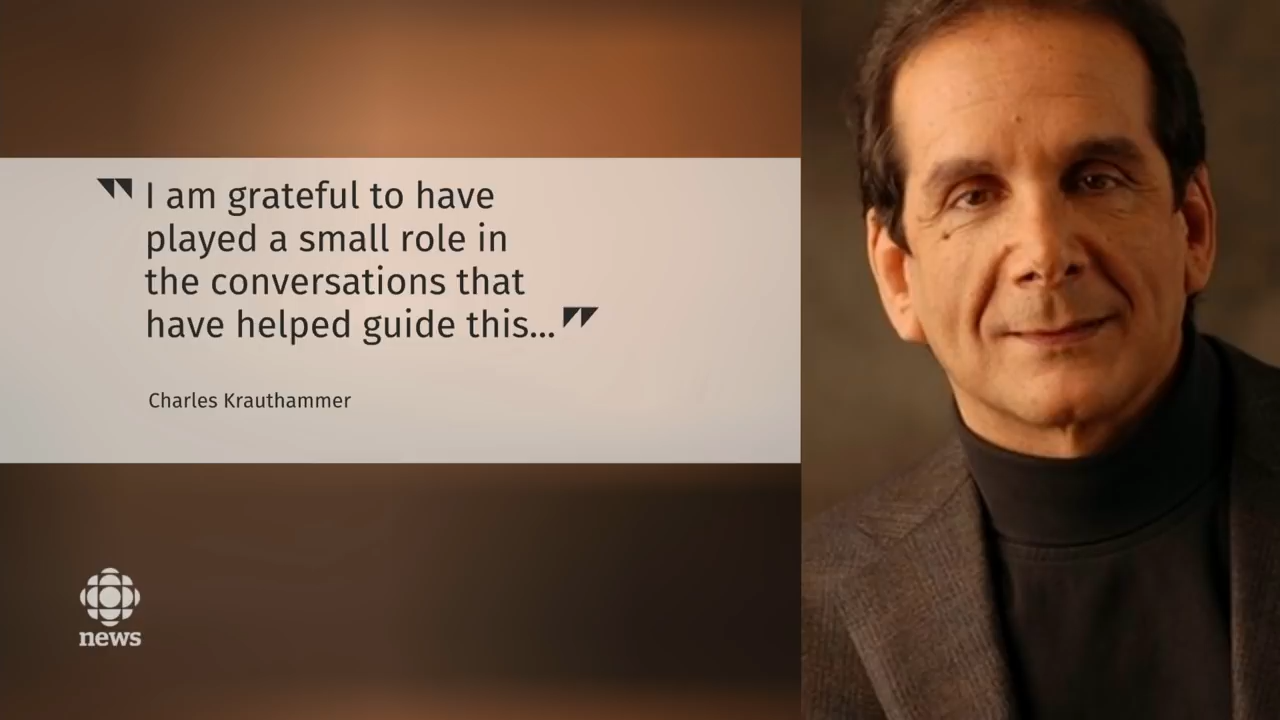 "I am grateful to have
played a small role in
the conversations that
have helped guide this..."
Charles Krauthammer
news